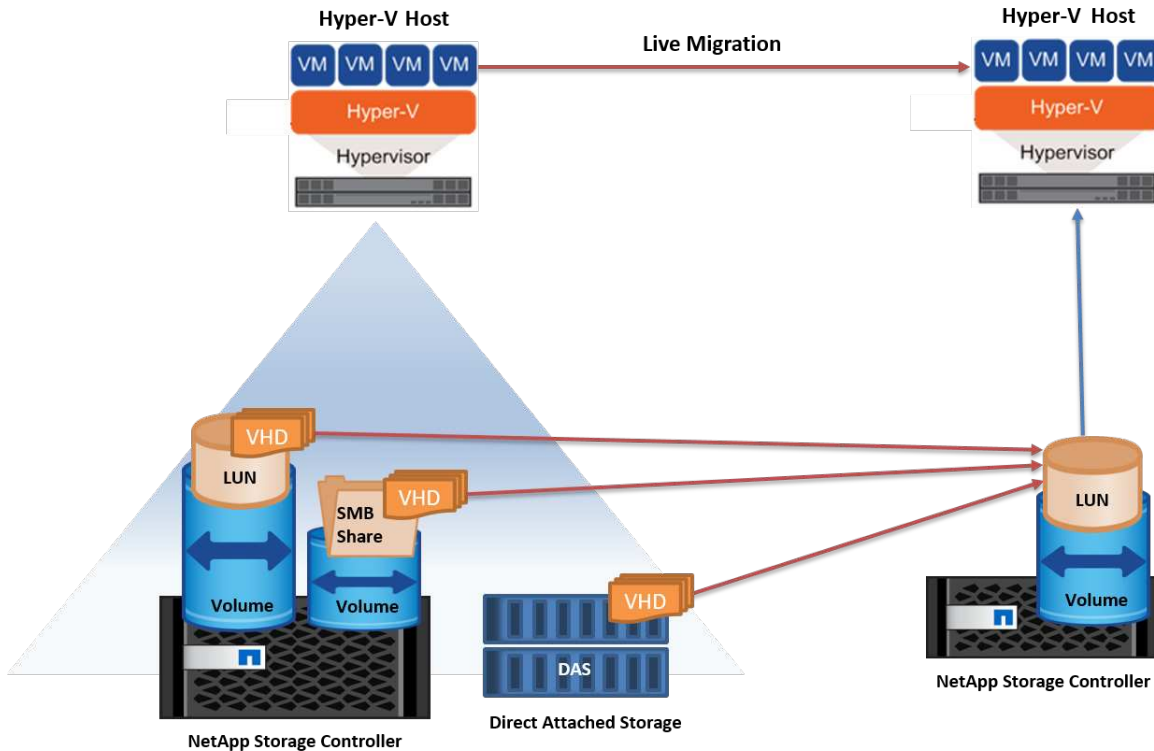 Hyper-V Host
Hyper-V Host
Live Migration
VM VM VM VM
VM VM VM VM
Hyper-V
Hyper-V
Hypervisor
Hypervisor
VHD
LUN
VHD
SMB
Share
LUN
VHD
Volume
Volume
Volume
DAS
NetApp Storage Controller
Direct Attached Storage
NetApp Storage Controller